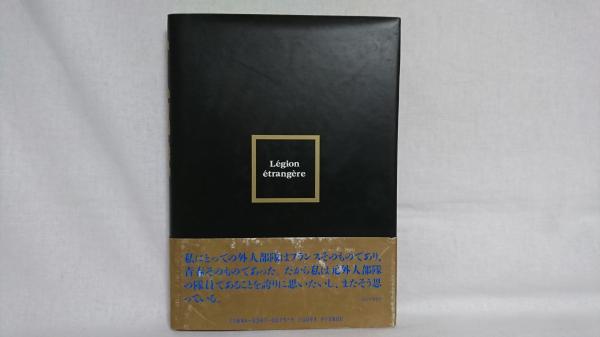 Légion
étrangère
私にとっての外人部隊はフランスそのものであり、
青春そのものであった。だから私は元外人部隊
の隊員であることを誇りに思いたいし、またそう思
っている。